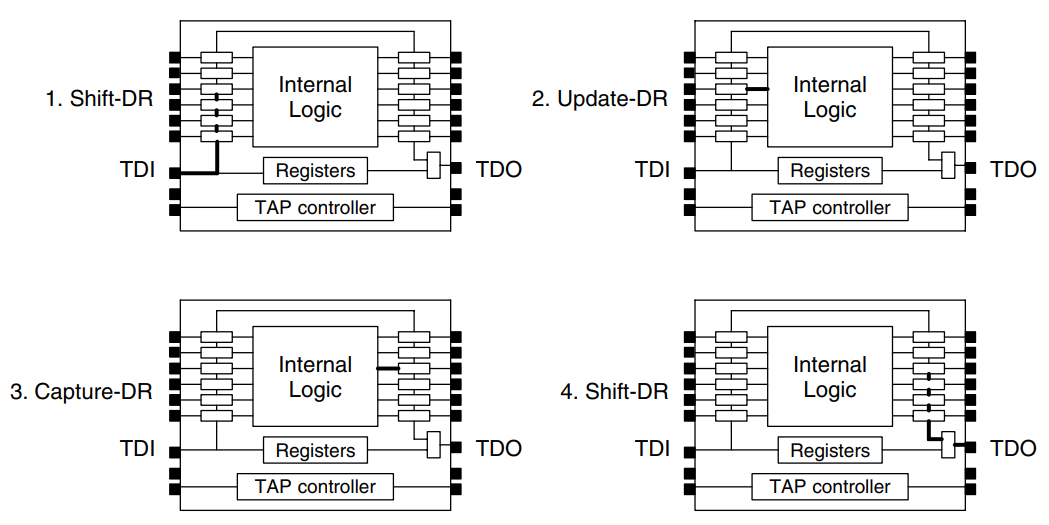 1. Shift-DR
Internal
Logic
TDI
Registers
TDO
TAP controller
2. Update-DR
Internal
Logic
TDI
Registers
TDO
TAP controller
3. Capture-DR
Internal
Logic
TDI
Registers
TDO
TAP controller
4. Shift-DR
Internal
Logic
TDI
Registers
TDO
TAP controller